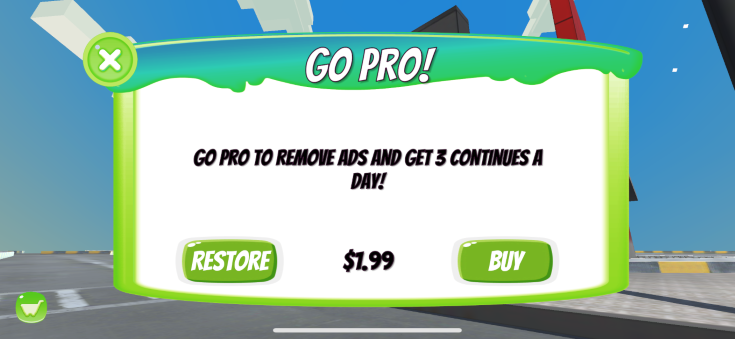 GO PRO!
GO PRO TO REMOVE ADS AND GET 3 CONTINUES A
DAY!
RESTORE $1.99 BUY